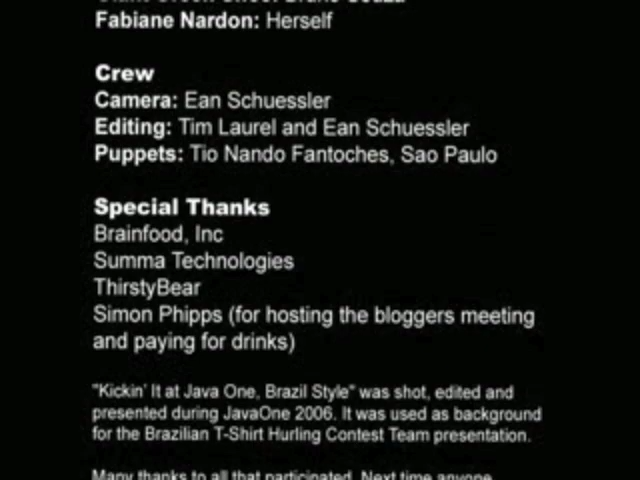 Fabiane Nardon: Herself
Crew
Camera: Ean Schuessler
Editing: Tim Laurel and Ean Schuessler
Puppets: Tio Nando Fantoches, Sao Paulo
Special Thanks
Brainfood, Inc
Summa Technologies
ThirstyBear
Simon Phipps (for hosting the bloggers meeting
and paying for drinks)
"Kickin' It at Java One, Brazil Style" was shot, edited and
presented during JavaOne 2006. It was used as background
for the Brazilian T-Shirt Hurling Contest Team presentation.
Many thanks to all that participated. Next time anyone